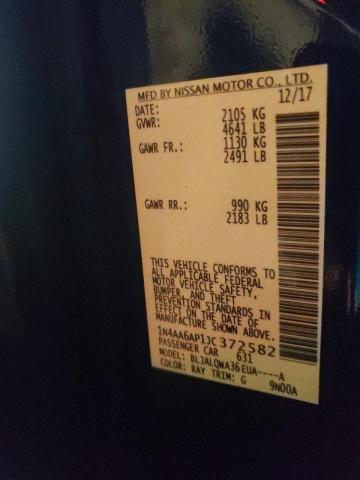 MFD BY NISSAN MOTOR CO., LTD.
DATE: 12/17
GVWR: 2105 KG
4641 LB
GAWR FR.: 1130 KG
2491 LB
GAWR RR.: 990 KG
2183 LB
THIS VEHICLE CONFORMS TO
ALL APPLICABLE FEDERAL
MOTOR VEHICLE SAFETY,
BUMPER, AND THEFT
PREVENTION STANDARDS IN
EFFECT ON THE DATE OF
MANUFACTURE SHOWN ABOVE.
1N4AA6AP1JC372582
PASSENGER CAR 631
MODEL: BLJALQWA36EUA----A
COLOR: RAY TRIM: G 9N00A